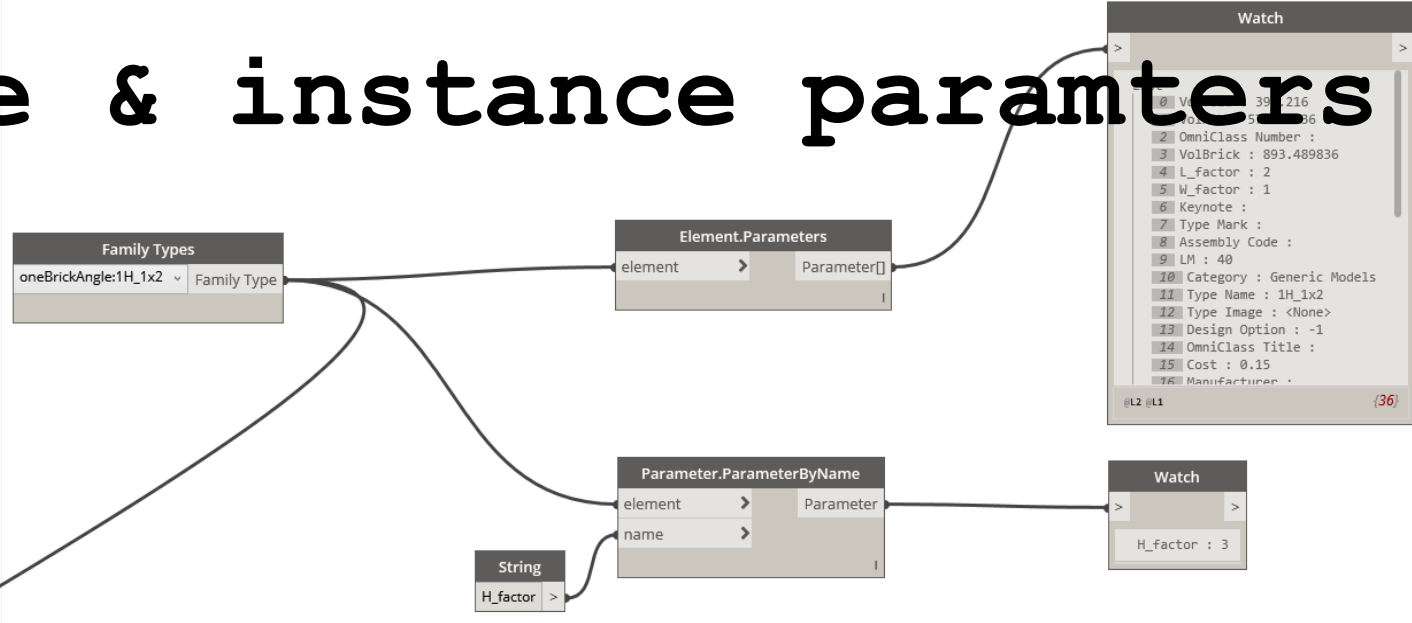 e & instance paramters
Watch
>
>
0
2 OmniClass Number :
3 VolBrick : 893.489836
4 L_factor : 2
5 W_factor : 1
6 Keynote :
7 Type Mark :
8 Assembly Code :
9 LM : 40
10 Category : Generic Models
11 Type Name : 1H_1x2
12 Type Image : <None>
13 Design Option : -1
14 OmniClass Title :
15 Cost : 0.15
16 Manufacturer :
@L2 @L1
{36}
Family Types
oneBrickAngle:1H_1x2
Family Type
Element.Parameters
element
Parameter[]
l
Parameter.ParameterByName
element
Parameter
name
l
String
H_factor >
Watch
>
>
H_factor : 3